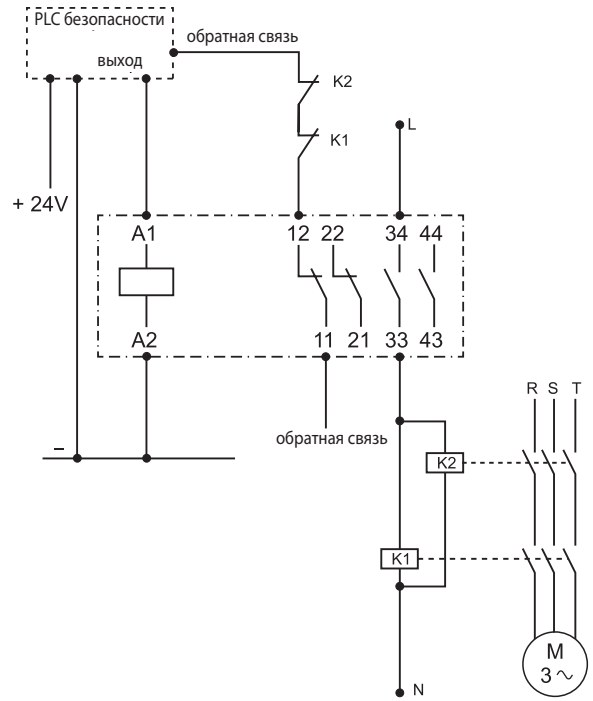 PLC безопасности
выход
обратная связь
K2
K1
L
+ 24V
A1
12 22 34 44
A2
11 21 33 43
–
обратная связь
R S T
K2
K1
M
3 ~
N